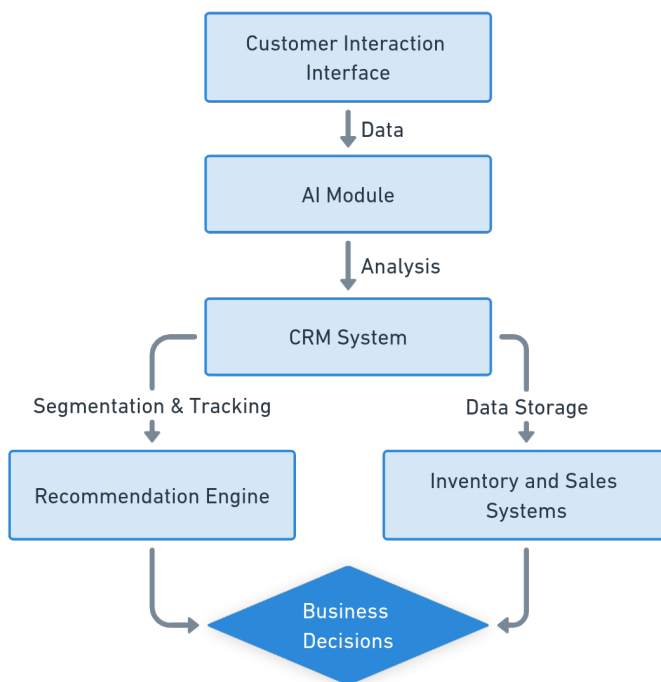 Customer Interaction
Interface
Data
AI Module
Analysis
CRM System
Segmentation & Tracking
Data Storage
Recommendation Engine
Inventory and Sales
Systems
Business
Decisions